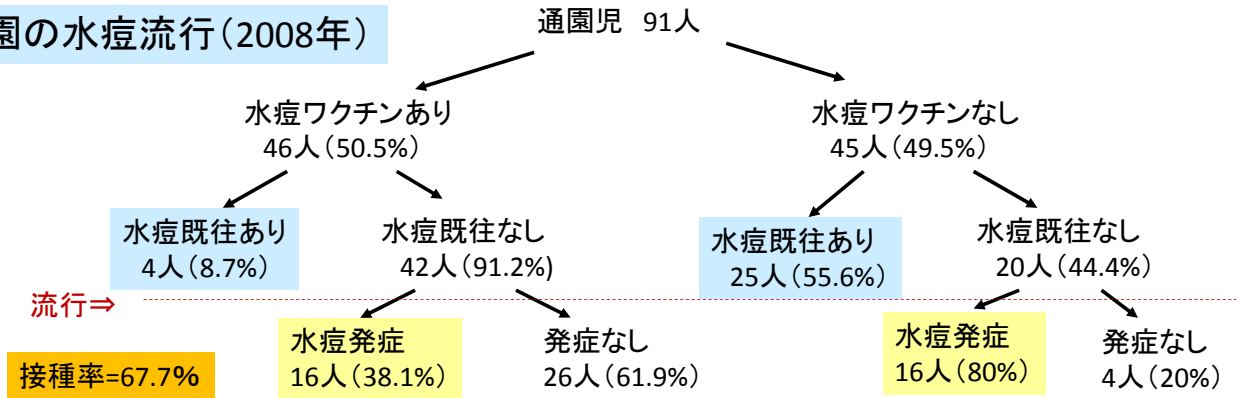 園の水痘流行(2008年)
通園児 91人
水痘ワクチンあり
46人(50.5%)
水痘ワクチンなし
45人(49.5%)
水痘既往あり
4人(8.7%)
水痘既往なし
42人(91.2%)
水痘既往あり
25人(55.6%)
水痘既往なし
20人(44.4%)
流行⇒
水痘発症
16人(38.1%)
発症なし
26人(61.9%)
水痘発症
16人(80%)
発症なし
4人(20%)
接種率=67.7%